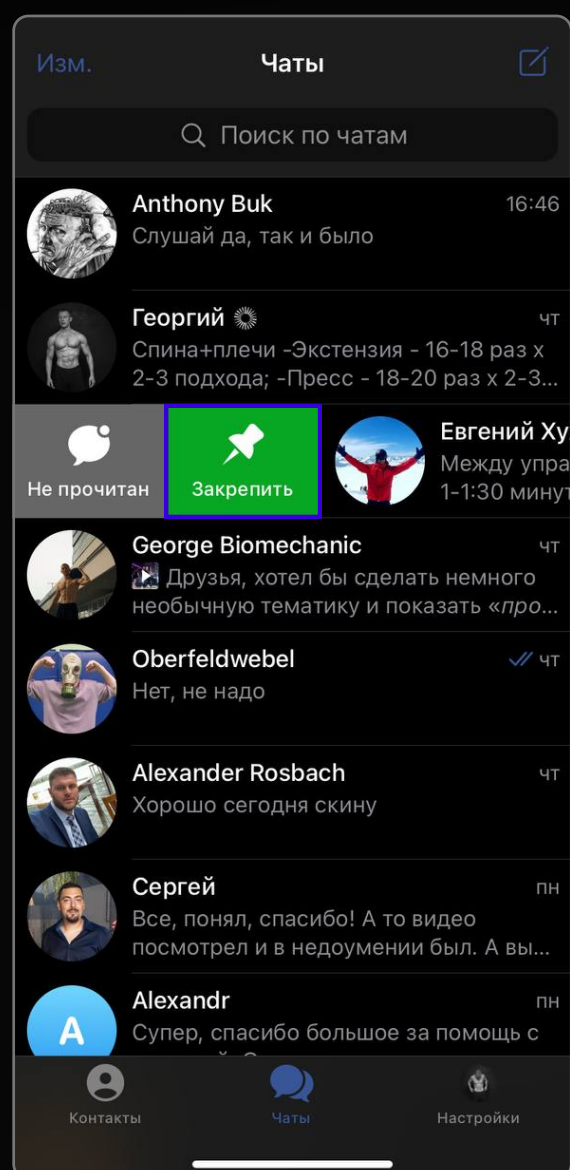 Изм.
Чаты
Поиск по чатам
Anthony Buk
16:46
Слушай да, так и было
Георгий
чт
Спина+плечи -Экстензия - 16-18 раз х
2-3 подхода; -Пресс - 18-20 раз х 2-3...
Не прочитан
Закрепить
Евгений Ху
Между упра
1-1:30 мину
George Biomechanic
чт
Друзья, хотел бы сделать немного
необычную тематику и показать «про...
Oberfeldwebel
чт
Нет, не надо
Alexander Rosbach
чт
Хорошо сегодня скину
Сергей
пн
Все, понял, спасибо! А то видео
посмотрел и в недоумении был. А вы...
A
Alexandr
пн
Супер, спасибо большое за помощь с
Контакты
Чаты
Настройки